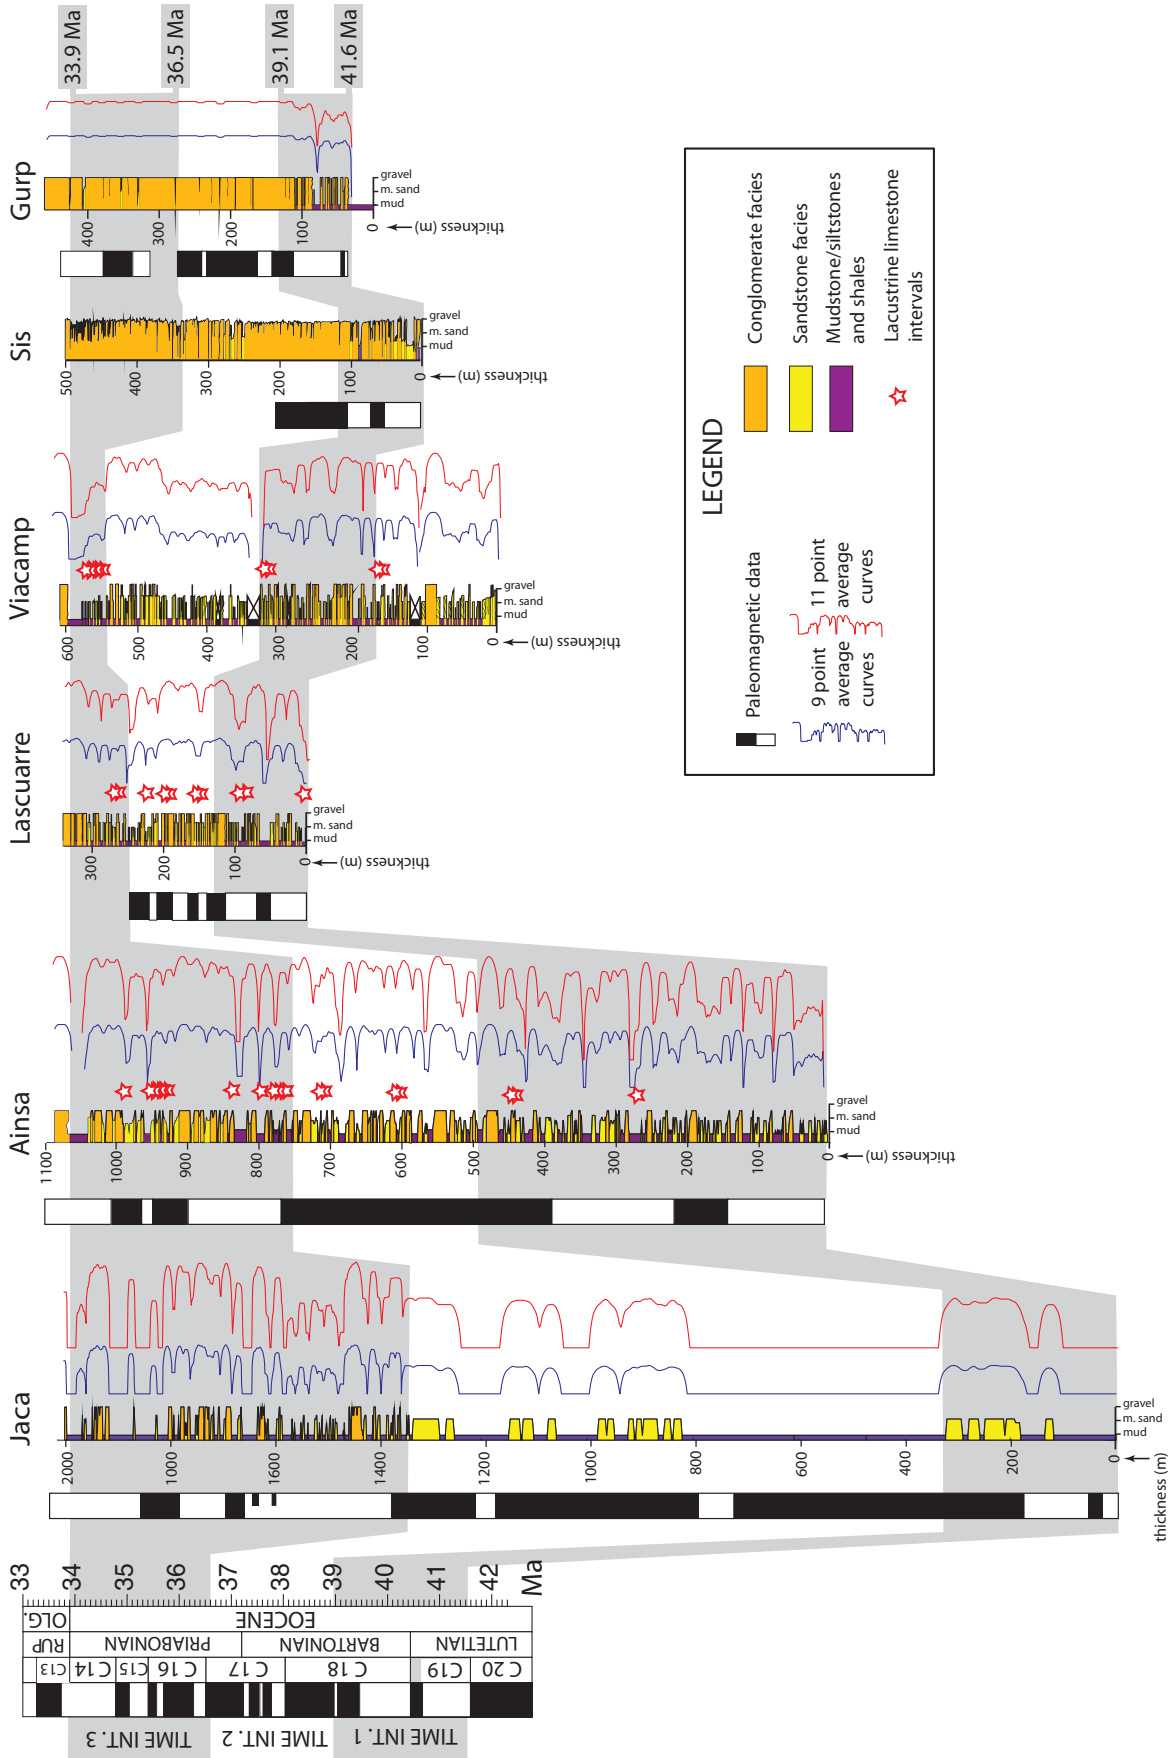 33.9 Ma
36.5 Ma
39.1 Ma
41.6 Ma
Gurp
gravel
m. sand
mud
400
300
200
100
0
thickness (m)
Sis
gravel
m. sand
mud
500
400
300
200
100
0
thickness (m)
Viacamp
gravel
m. sand
mud
600
500
400
300
200
100
0
thickness (m)
Lascuarre
gravel
m. sand
mud
300
200
100
0
thickness (m)
Ainsa
gravel
m. sand
mud
1100
1000
900
800
700
600
500
400
300
200
100
0
thickness (m)
Jaca
gravel
m. sand
mud
2000
1800
1600
1400
1200
1000
800
600
400
200
0
thickness (m)
33
34
35
36
37
38
39
40
41
42
Ma
OLG.
EOCENE
RUP
PRIABONIAN
BARTONIAN
LUTETIAN
C13
C14
C15
C 16
C 17
C 18
C19
C 20
TIME INT. 3
TIME INT. 2
TIME INT. 1
LEGEND
Paleomagnetic data
9 point
average
curves
11 point
average
curves
Conglomerate facies
Sandstone facies
Mudstone/siltstones
and shales
Lacustrine limestone
intervals